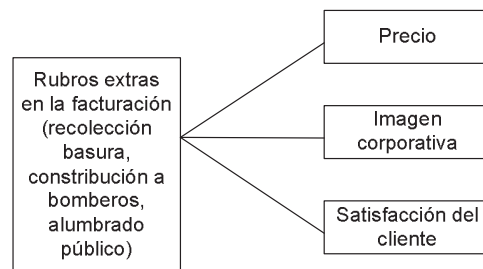 Rubros extras
en la facturación
(recolección
basura,
constribución a
bomberos,
alumbrado
público)
Precio
Imagen
corporativa
Satisfacción del
cliente